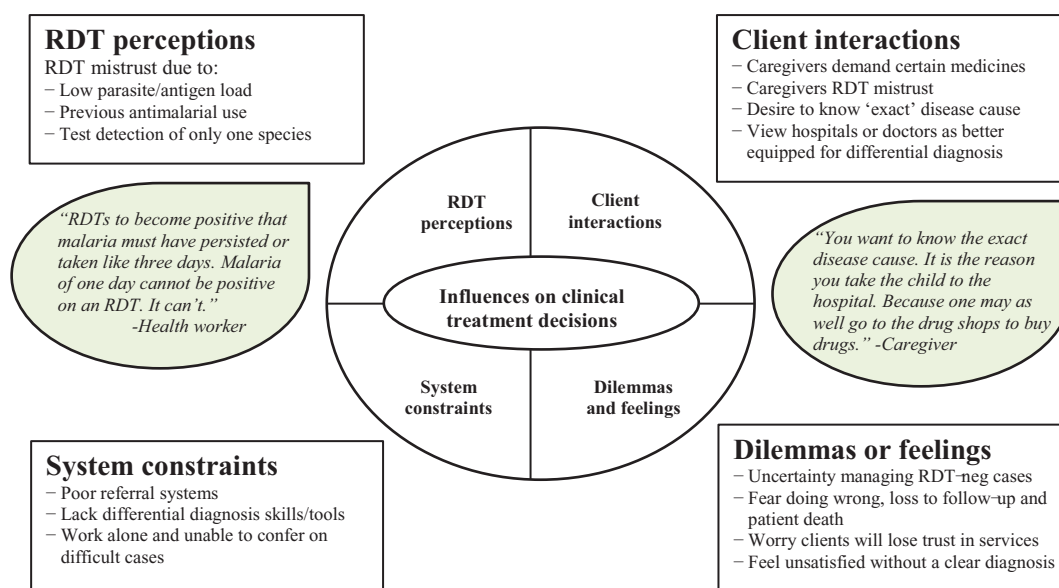 RDT perceptions
RDT mistrust due to:
− Low parasite/antigen load
− Previous antimalarial use
− Test detection of only one species
Client interactions
− Caregivers demand certain medicines
− Caregivers RDT mistrust
− Desire to know ‘exact’ disease cause
− View hospitals or doctors as better
equipped for differential diagnosis
“RDTs to become positive that
malaria must have persisted or
taken like three days. Malaria
of one day cannot be positive
on an RDT. It can’t.”
-Health worker
RDT
perceptions
Client
interactions
Influences on clinical
treatment decisions
System
constraints
Dilemmas
and feelings
“You want to know the exact
disease cause. It is the reason
you take the child to the
hospital. Because one may as
well go to the drug shops to buy
drugs.” -Caregiver
System constraints
− Poor referral systems
− Lack differential diagnosis skills/tools
− Work alone and unable to confer on
difficult cases
Dilemmas or feelings
− Uncertainty managing RDT−neg cases
− Fear doing wrong, loss to follow−up and
patient death
− Worry clients will lose trust in services
− Feel unsatisfied without a clear diagnosis